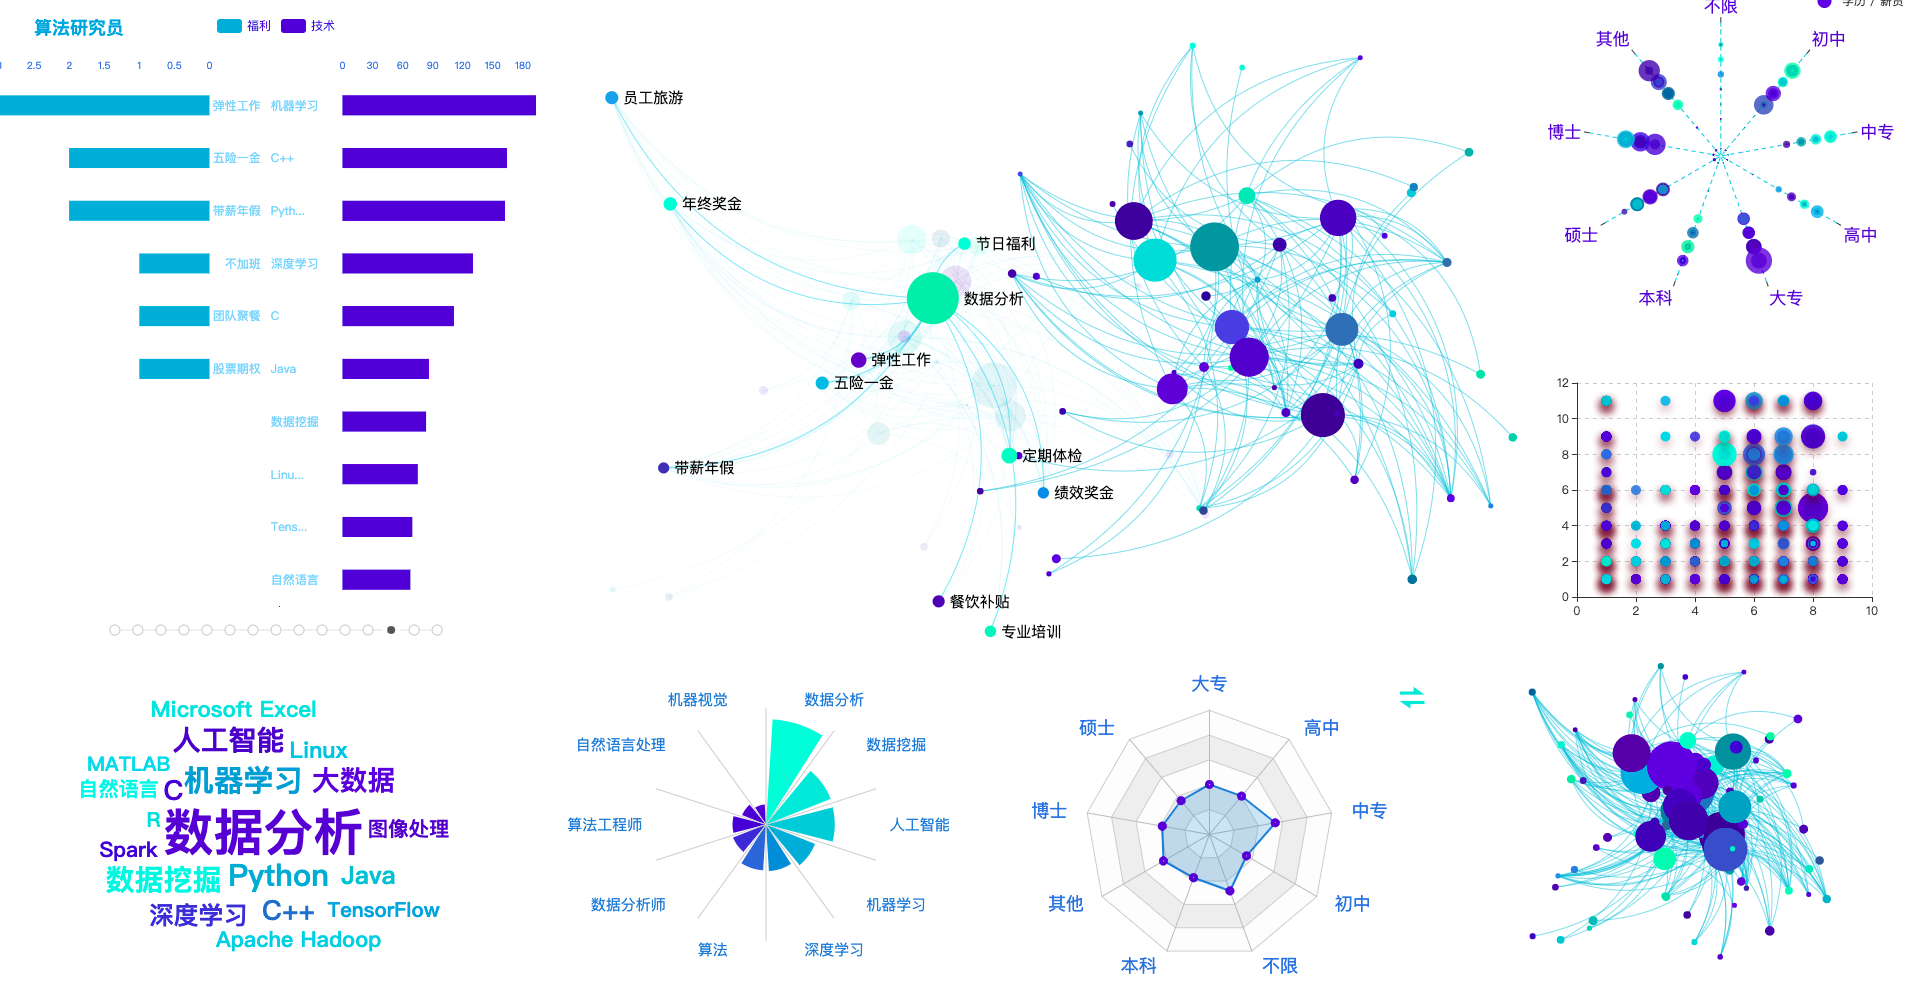 算法研究员
福利 技术
3 2.5 2 1.5 1 0.5 0
0 30 60 90 120 150 180
弹性工作 机器学习
五险一金 C++
带薪年假 Pyth...
不加班 深度学习
团队聚餐 C
股票期权 Java
数据挖掘
Linu...
Tens...
自然语言
员工旅游
年终奖金
节日福利
数据分析
弹性工作
五险一金
带薪年假
定期体检
绩效奖金
餐饮补贴
专业培训
学历 / 薪资
不限
初中
中专
高中
大专
本科
硕士
博士
其他
12
10
8
6
4
2
0
0 2 4 6 8 10
Microsoft Excel
人工智能 Linux
MATLAB
自然语言 C 机器学习 大数据
R 数据分析 图像处理
Spark
数据挖掘 Python Java
深度学习 C++ TensorFlow
Apache Hadoop
机器视觉 数据分析
自然语言处理 数据挖掘
算法工程师 人工智能
数据分析师 机器学习
算法 深度学习
大专
硕士 高中
博士 中专
其他 初中
本科 不限